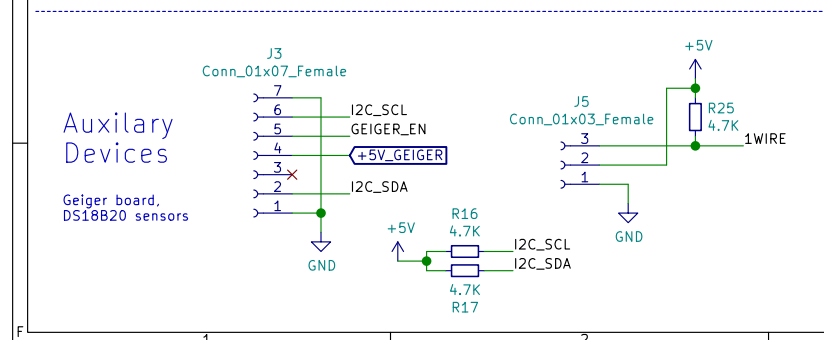 Auxilary
Devices
Geiger board,
DS18B20 sensors
J3
Conn_01x07_Female
7
6
5
4
3
2
1
I2C_SCL
GEIGER_EN
+5V_GEIGER
I2C_SDA
GND
+5V
R16
4.7K
I2C_SCL
I2C_SDA
4.7K
R17
J5
Conn_01x03_Female
3
2
1
GND
+5V
R25
4.7K
1WIRE
F
1
2